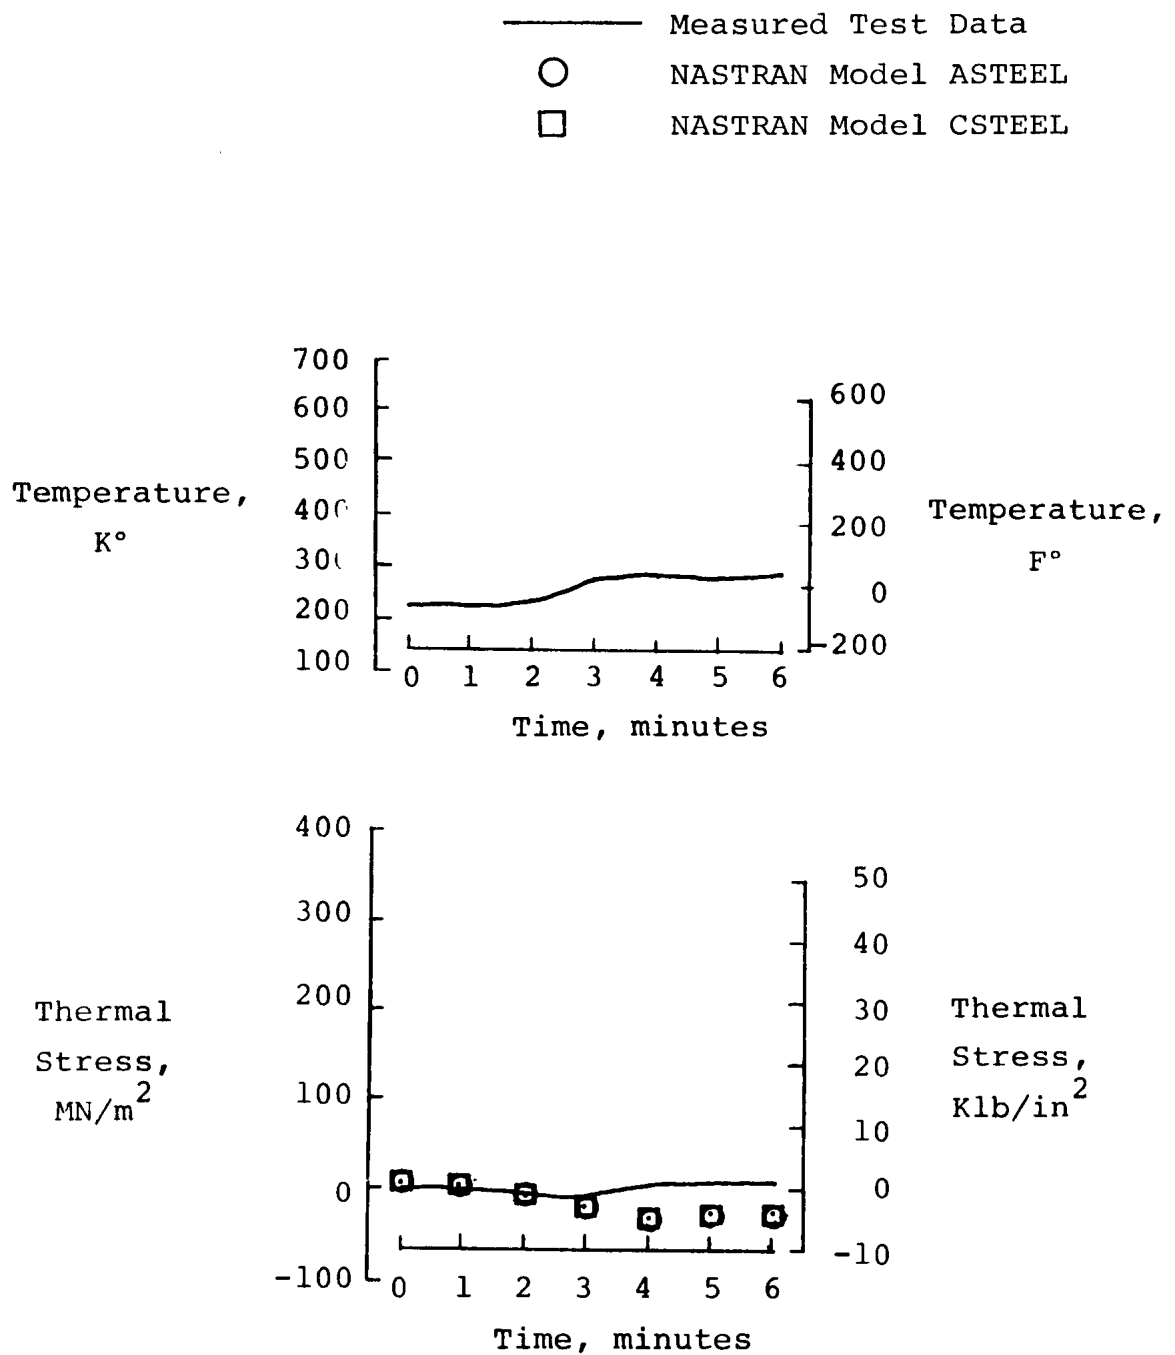 Measured Test Data
NASTRAN Model ASTEEL
NASTRAN Model CSTEEL
700
600
500
400
300
200
100
Temperature,
K°
600
400
200
0
-200
Temperature,
F°
0 1 2 3 4 5 6
Time, minutes
400
300
200
100
0
-100
Thermal
Stress,
MN/m²
50
40
30
20
10
0
-10
Thermal
Stress,
Klb/in²
0 1 2 3 4 5 6
Time, minutes